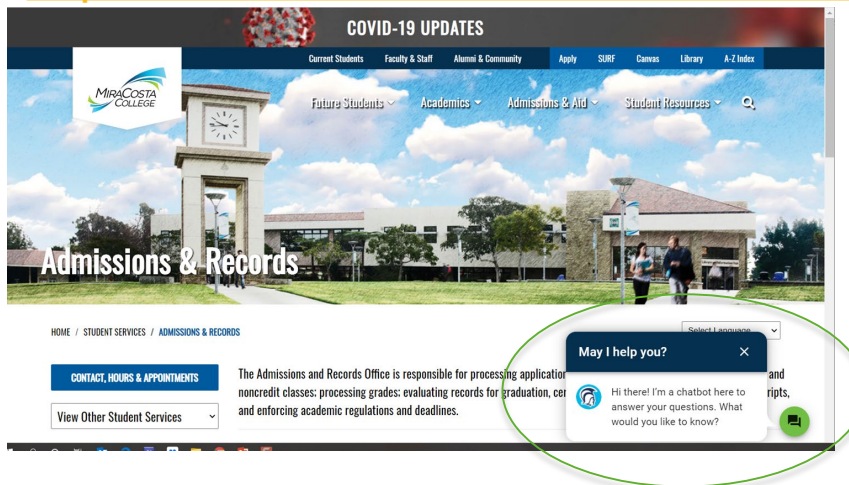 COVID-19 UPDATES
Current Students Faculty & Staff Alumni & Community Apply SURF Canvas Library A-Z Index
MIRACOSTA
COLLEGE
Future Students Academics Admissions & Aid Student Resources
Admissions & Records
HOME / STUDENT SERVICES / ADMISSIONS & RECORDS
Select Language
CONTACT, HOURS & APPOINTMENTS
View Other Student Services
The Admissions and Records Office is responsible for processing application and
noncredit classes; processing grades; evaluating records for graduation, cer ripts,
and enforcing academic regulations and deadlines.
May I help you?
Hi there! I'm a chatbot here to
answer your questions. What
would you like to know?